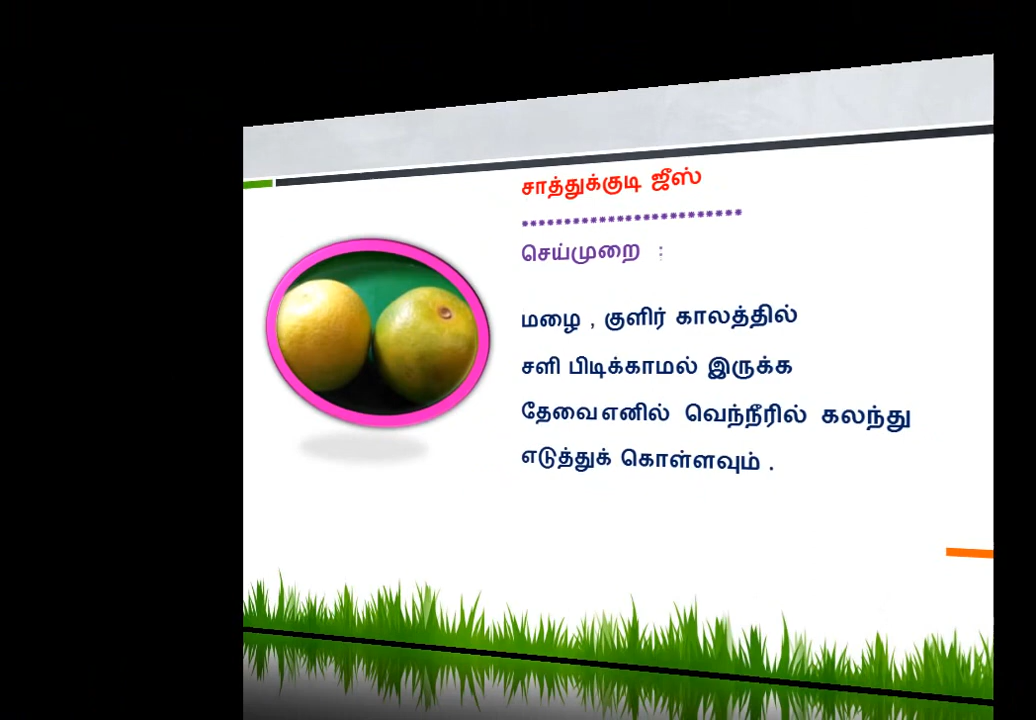 சாத்துக்குடி ஜீஸ்
*************************
செய்முறை :
மழை , குளிர் காலத்தில்
சளி பிடிக்காமல் இருக்க
தேவைஎனில் வெந்நீரில் கலந்து
எடுத்துக் கொள்ளவும் .